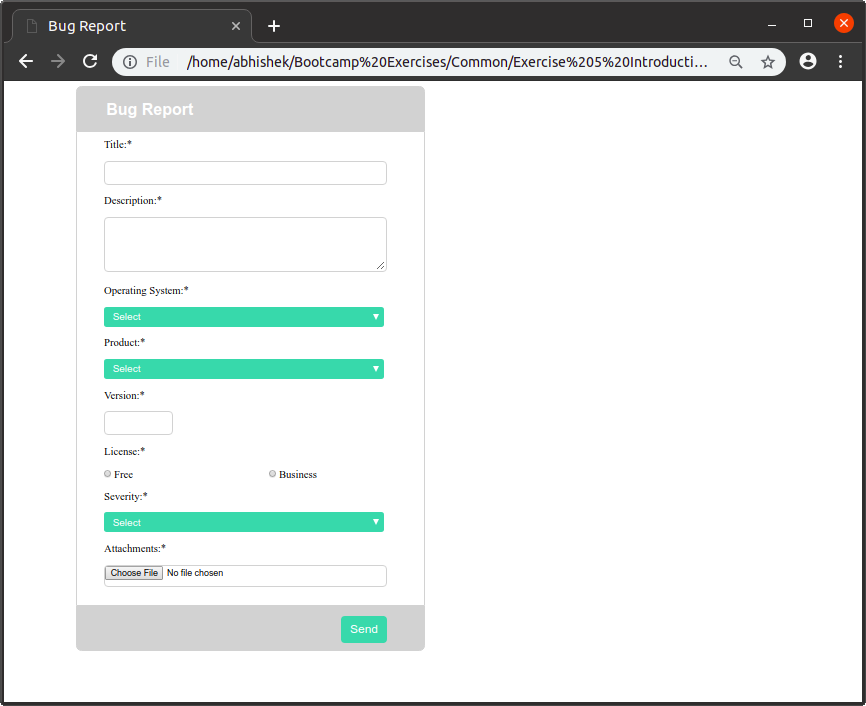 Bug Report
File /home/abhishek/Bootcamp%20Exercises/Common/Exercise%205%20Introducti...
Bug Report
Title:*
Description:*
Operating System:*
Select
Product:*
Select
Version:*
License:*
Free Business
Severity:*
Select
Attachments:*
Choose File No file chosen
Send